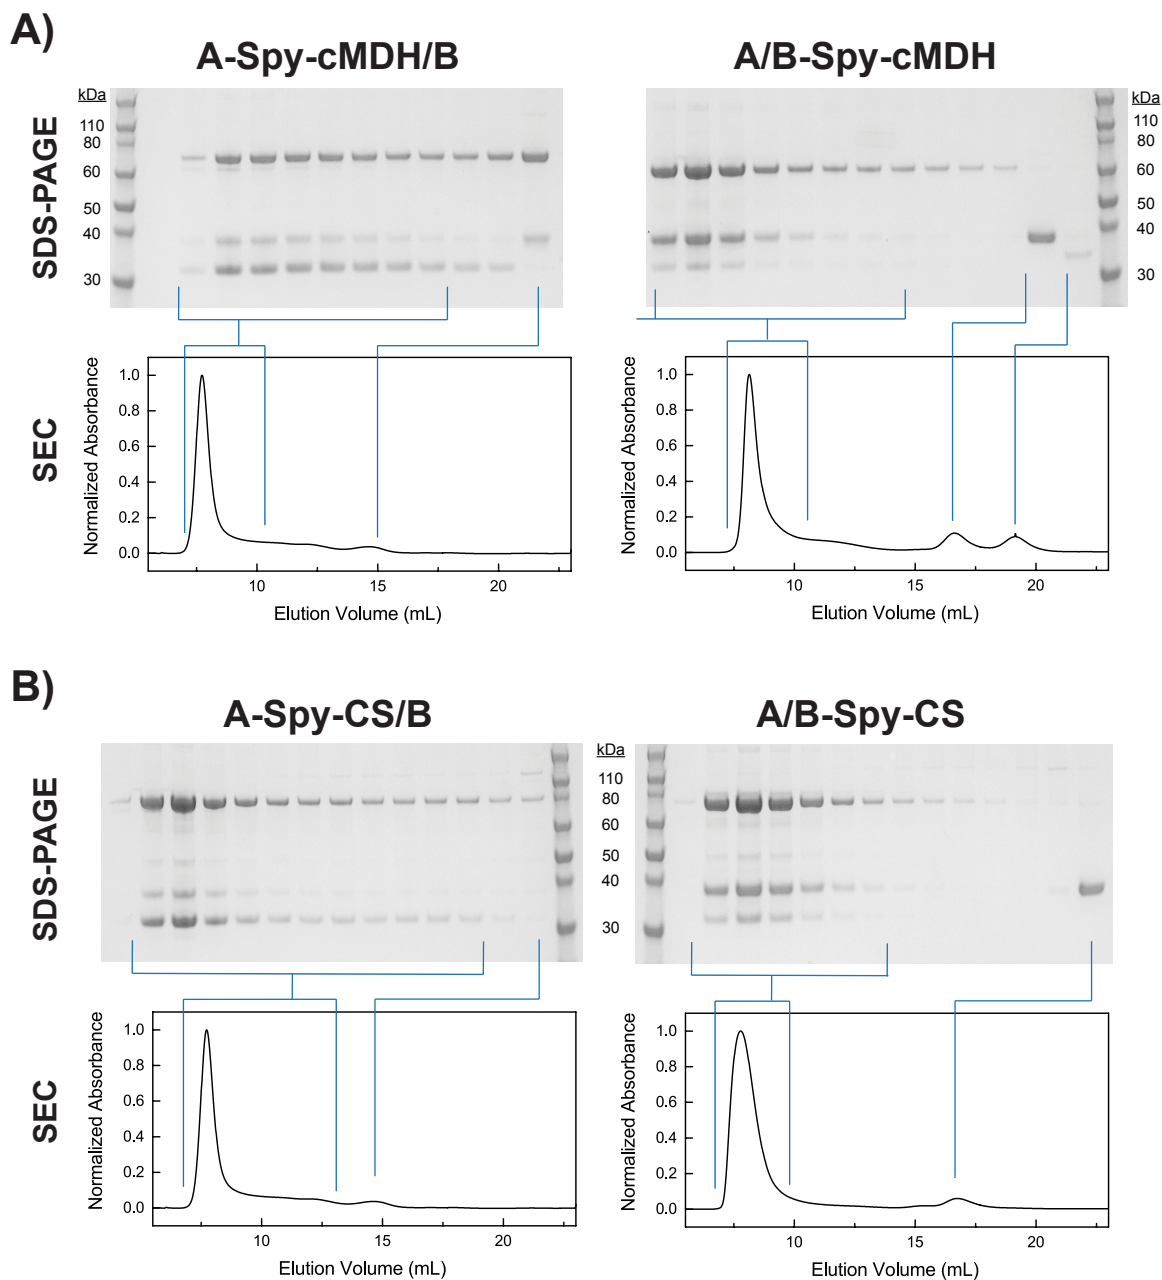 A)
A-Spy-cMDH/B
A/B-Spy-cMDH
SDS-PAGE
kDa
110
80
60
50
40
30
kDa
110
80
60
50
40
30
SEC
Normalized Absorbance
1.0
0.8
0.6
0.4
0.2
0.0
10
15
20
Elution Volume (mL)
Normalized Absorbance
1.0
0.8
0.6
0.4
0.2
0.0
10
15
20
Elution Volume (mL)
B)
A-Spy-CS/B
A/B-Spy-CS
SDS-PAGE
kDa
110
80
60
50
40
30
SEC
Normalized Absorbance
1.0
0.8
0.6
0.4
0.2
0.0
10
15
20
Elution Volume (mL)
Normalized Absorbance
1.0
0.8
0.6
0.4
0.2
0.0
10
15
20
Elution Volume (mL)